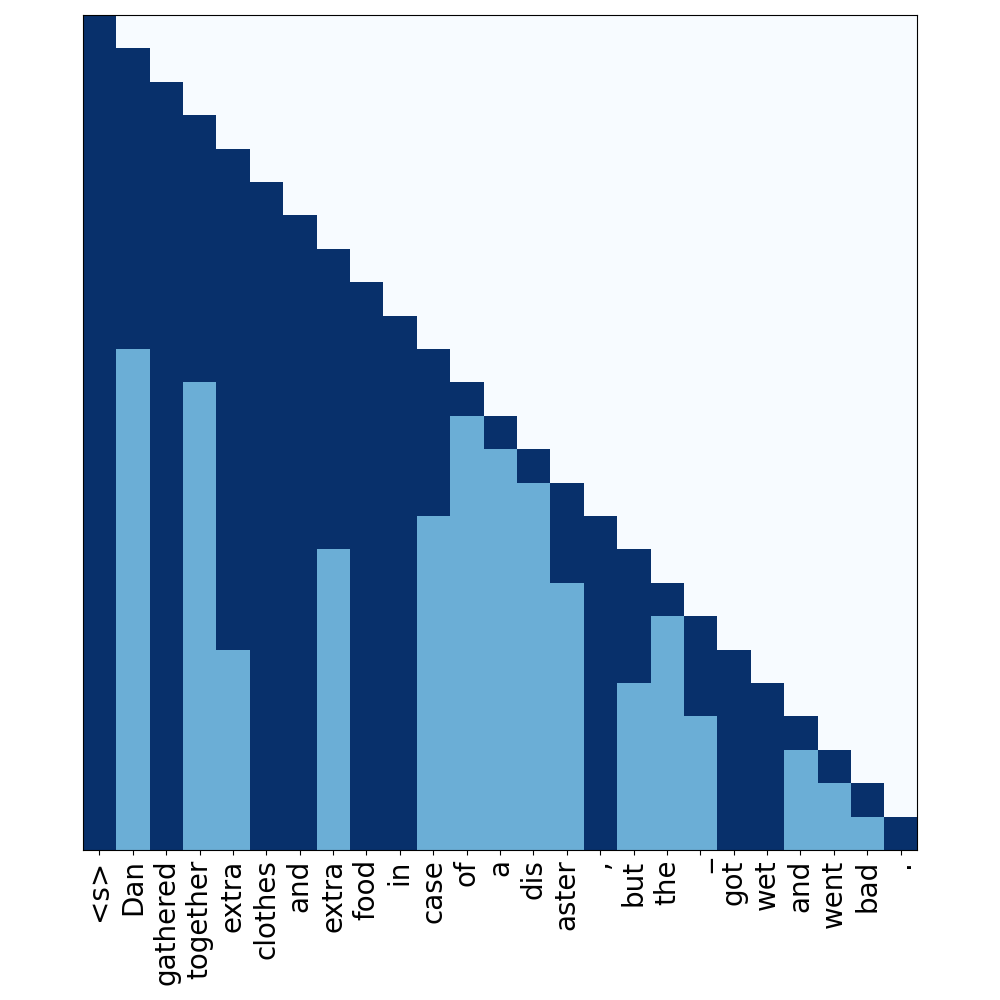 <s> Dan gathered together extra clothes and extra food in case of a dis aster , but the _ got wet and went bad .